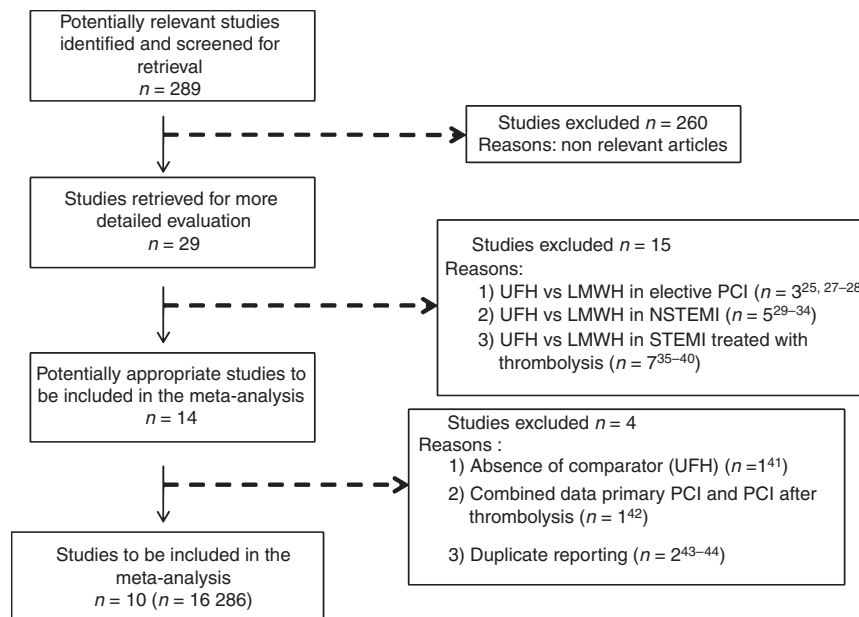 Potentially relevant studies
identified and screened for
retrieval
n = 289
Studies excluded n = 260
Reasons: non relevant articles
Studies retrieved for more
detailed evaluation
n = 29
Studies excluded n = 15
Reasons:
1) UFH vs LMWH in elective PCI (n = 325, 27–28
2) UFH vs LMWH in NSTEMI (n = 529–34)
3) UFH vs LMWH in STEMI treated with
thrombolysis (n = 735–40)
Potentially appropriate studies to
be included in the meta-analysis
n = 14
Studies excluded n = 4
Reasons :
1) Absence of comparator (UFH) (n =141)
2) Combined data primary PCI and PCI after
thrombolysis (n = 142)
3) Duplicate reporting (n = 243–44)
Studies to be included in the
meta-analysis
n = 10 (n = 16 286)